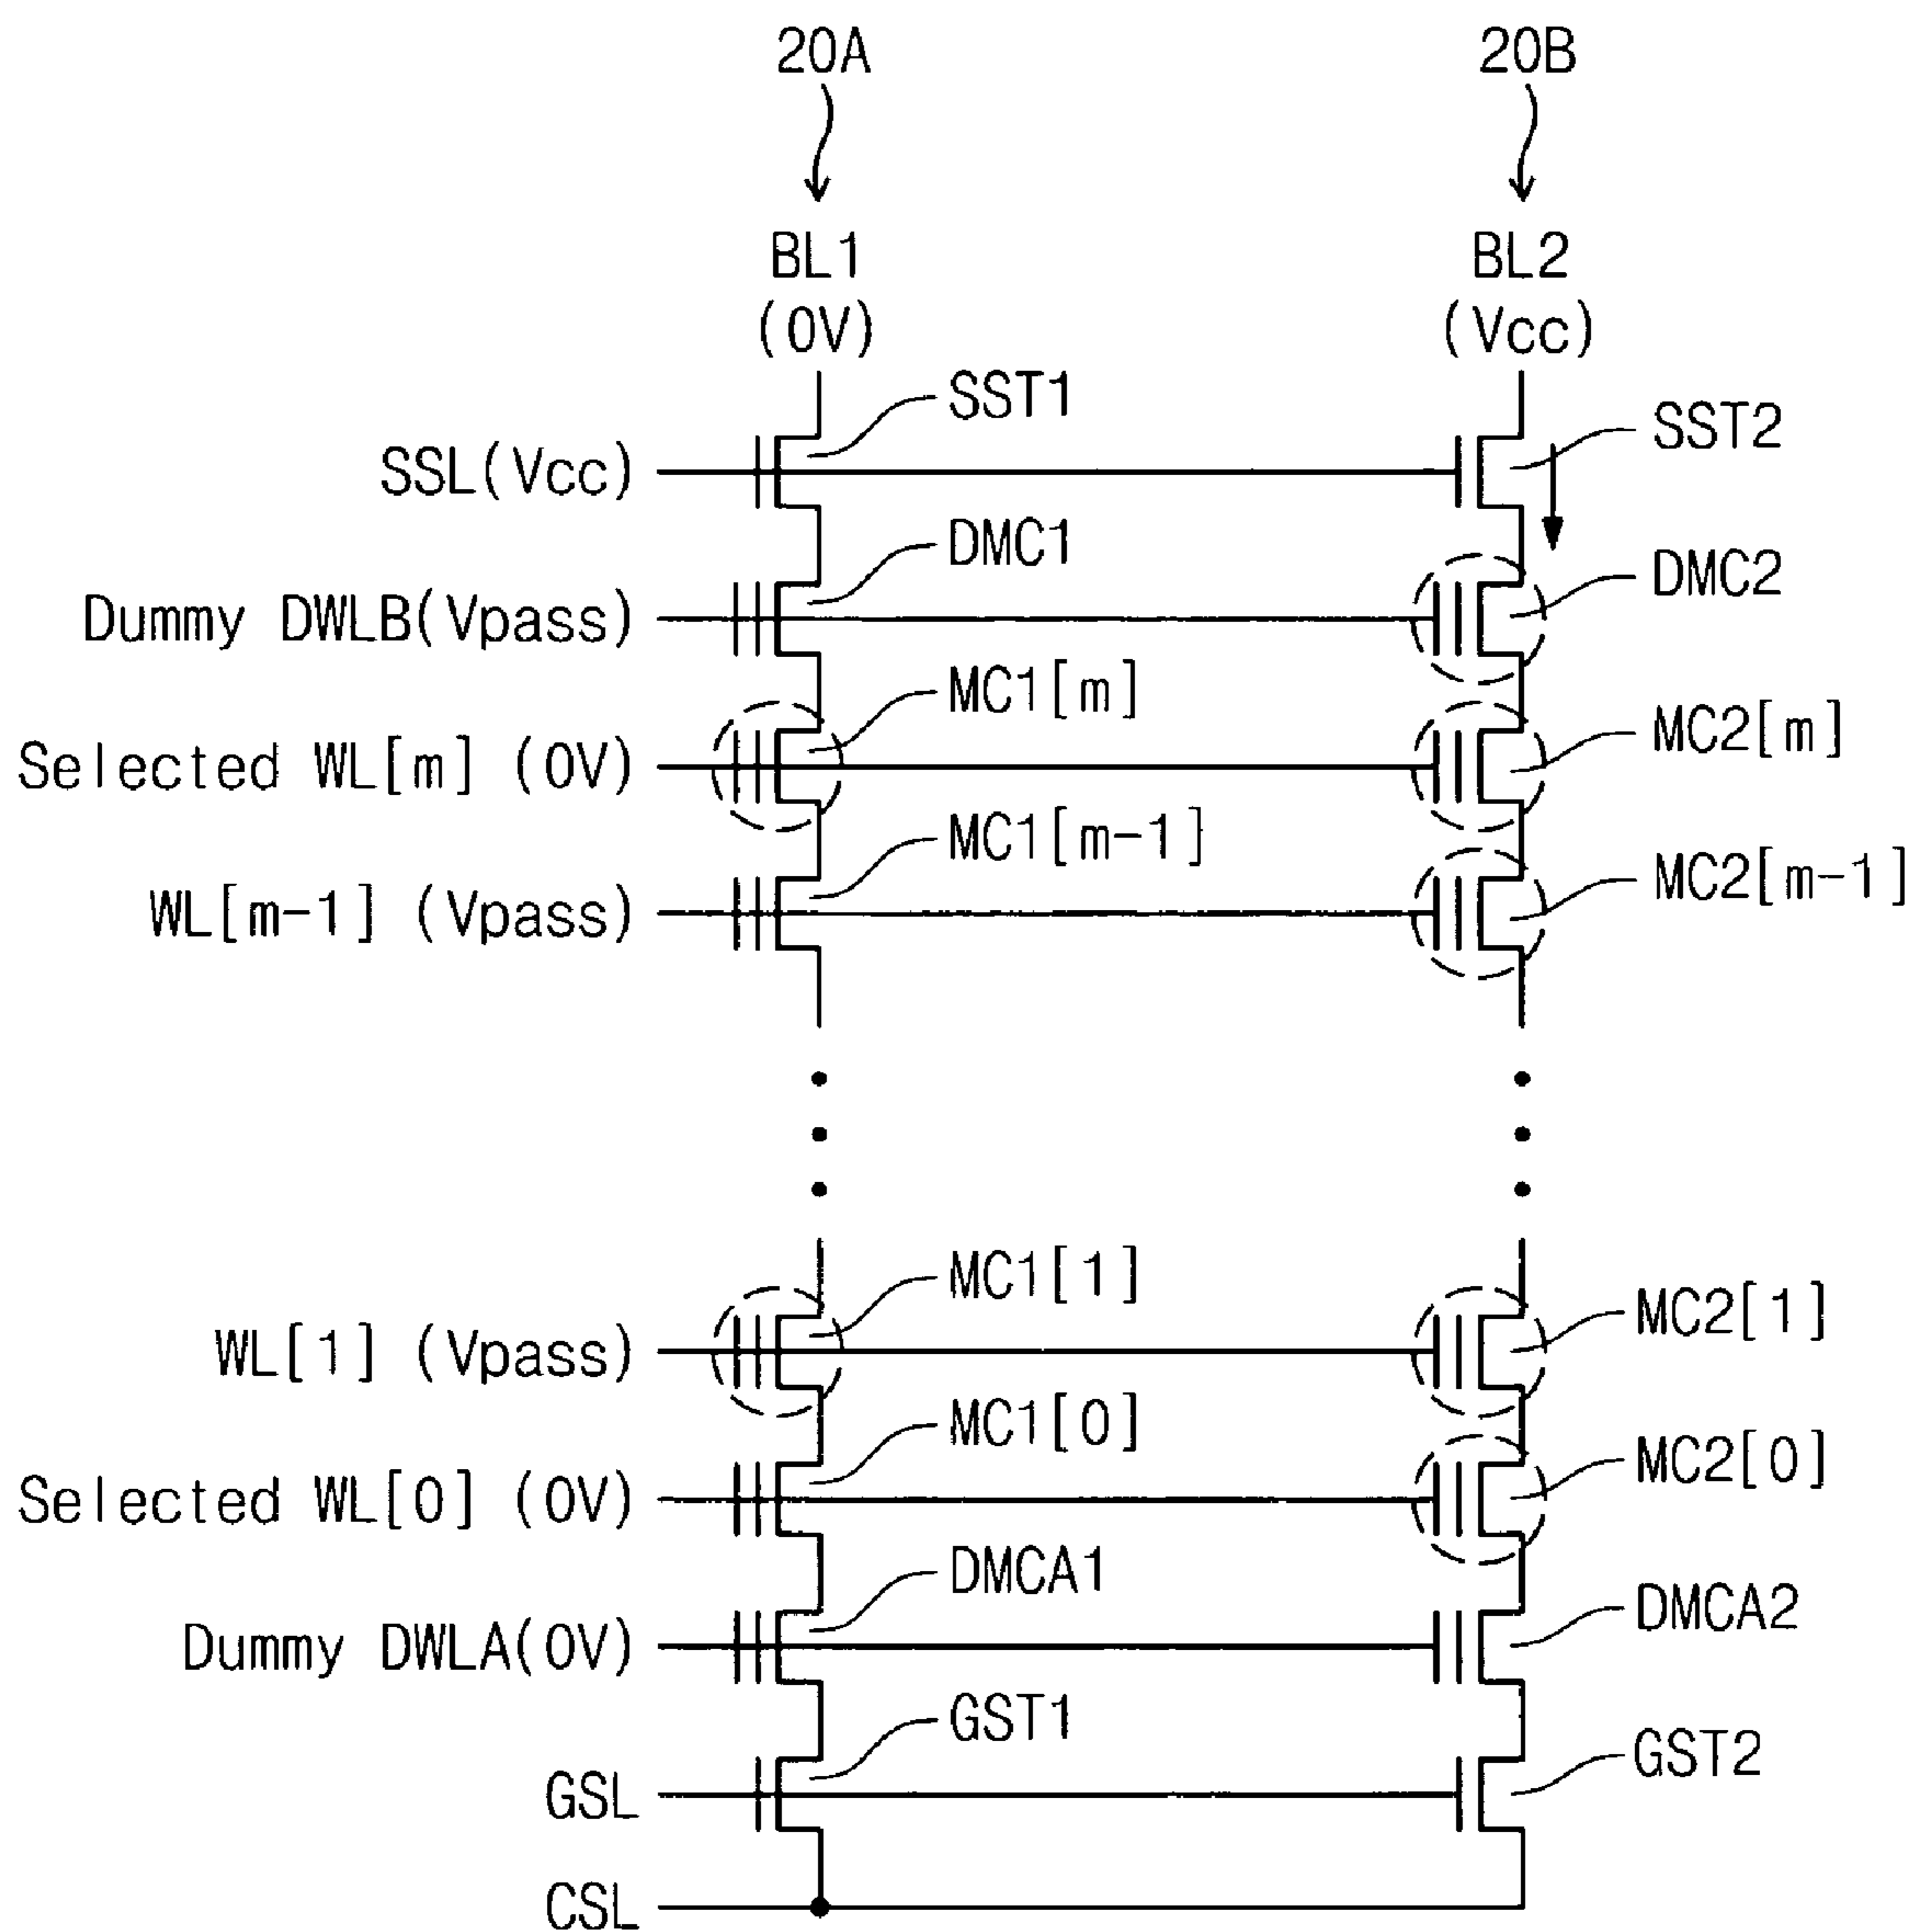 20A 20B
BL1 BL2
(0V) (Vcc)
SST1
SSL(Vcc) SST2
DMC1
Dummy DWLB(Vpass) DMC2
MC1[m]
Selected WL[m] (0V) MC2[m]
MC1[m-1]
WL[m-1] (Vpass) MC2[m-1]
MC1[1]
WL[1] (Vpass) MC2[1]
MC1[0]
Selected WL[0] (0V) MC2[0]
DMCA1
Dummy DWLA(0V) DMCA2
GST1
GSL GST2
CSL